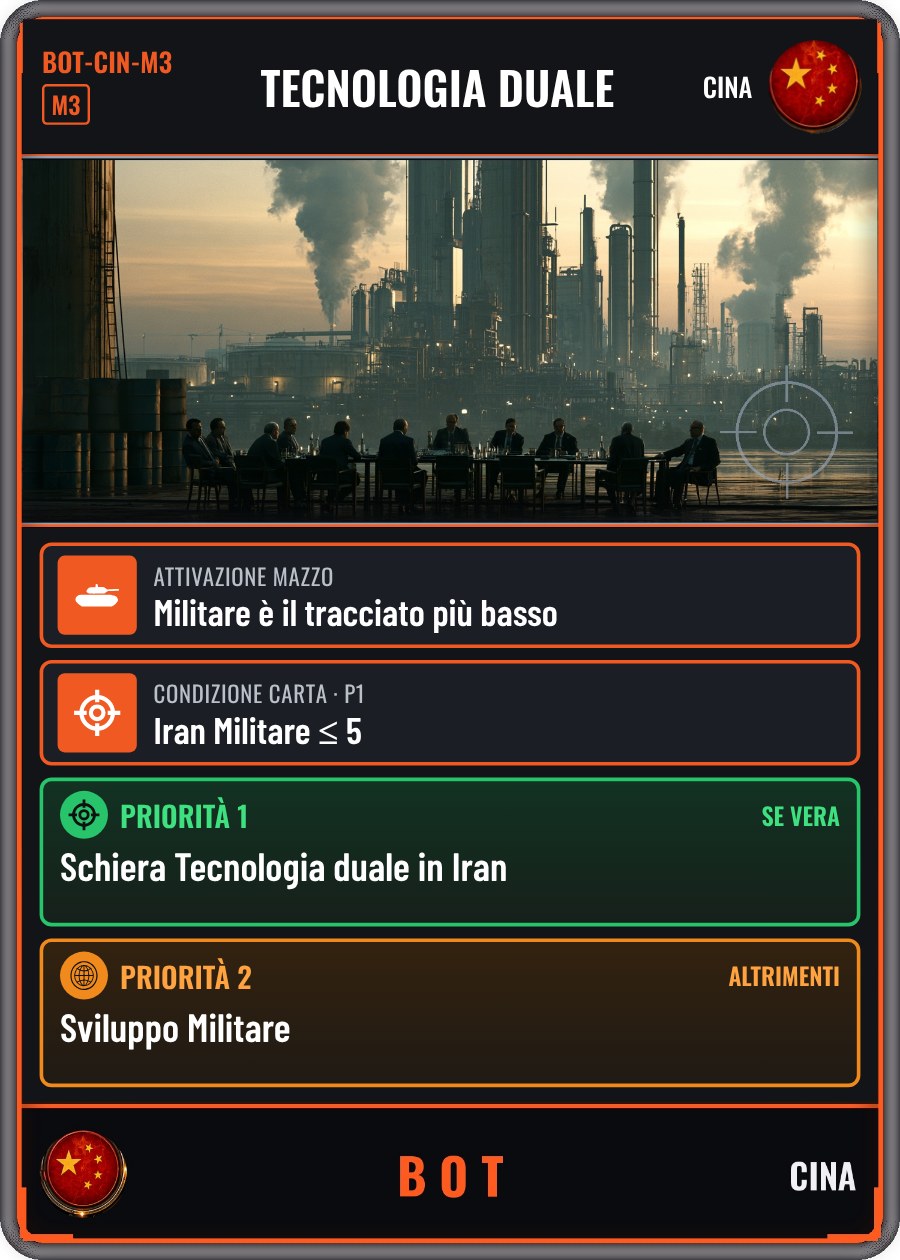 BOT-CIN-M3
M3
TECNOLOGIA DUALE
CINA
ATTIVAZIONE MAZZO
Militare è il tracciato più basso
CONDIZIONE CARTA · P1
Iran Militare ≤ 5
PRIORITÀ 1
SE VERA
Schiera Tecnologia duale in Iran
PRIORITÀ 2
ALTRIMENTI
Sviluppo Militare
BOT
CINA